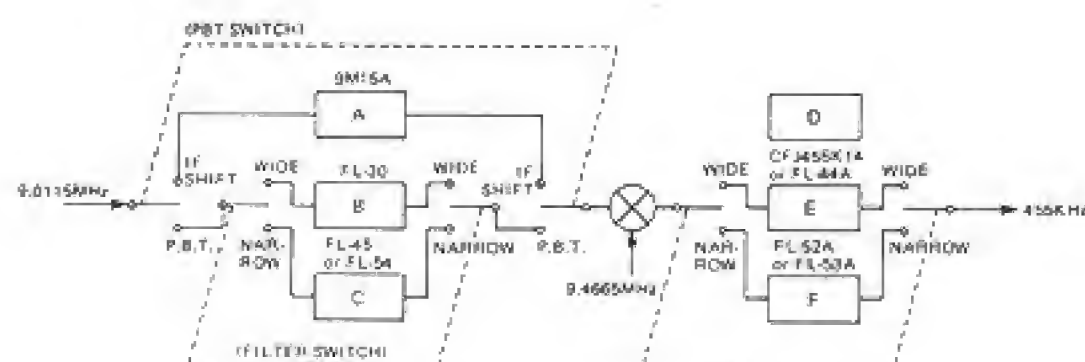 (PBT SWITCH)
9M15A
A
D
IF
SHIFT
WIDE
FL-30
WIDE
IF
SHIFT
WIDE
CFJ455K14
or FL-44A
WIDE
9.0115MHz
B
E
455KHz
P.B.T.
NAR-
ROW
FL-45
or FL-54
NARROW
P.B.T.
NAR-
ROW
FL-52A
or FL-53A
NARROW
C
9.4665MHz
F
(FILTER SWITCH)